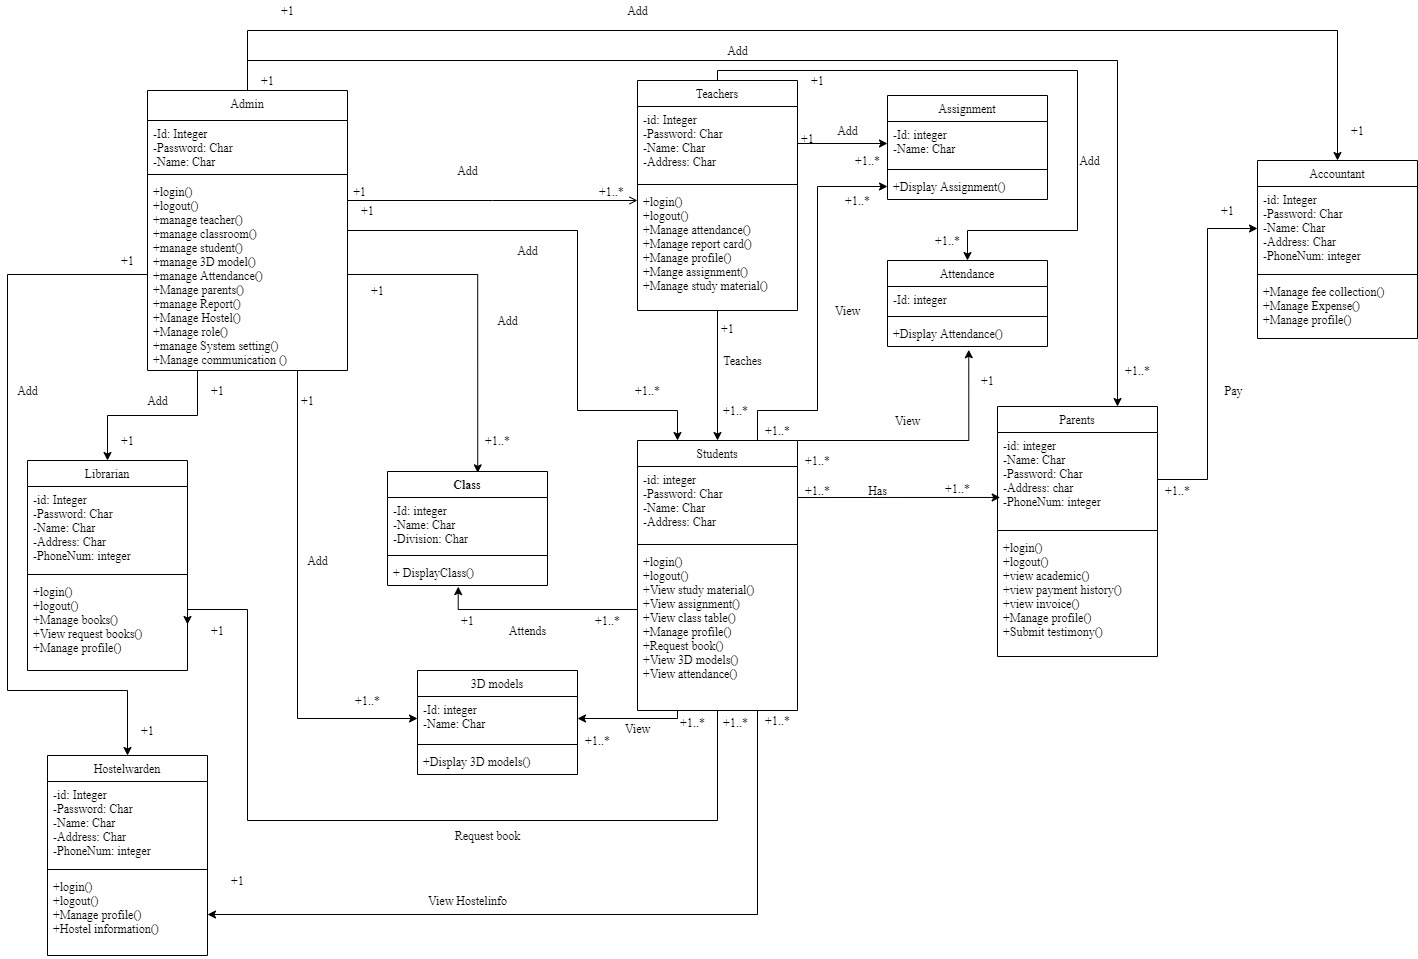 +1
Add
Add
+1
+1
Admin
-Id: Integer
-Password: Char
-Name: Char
+login()
+logout()
+manage teacher()
+manage classroom()
+manage student()
+manage 3D model()
+manage Attendance()
+Manage parents()
+manage Report()
+Manage Hostel()
+Manage role()
+manage System setting()
+Manage communication ()
Teachers
-id: Integer
-Password: Char
-Name: Char
-Address: Char
+login()
+logout()
+Manage attendance()
+Manage report card()
+Manage profile()
+Mange assignment()
+Manage study material()
Assignment
-Id: integer
-Name: Char
+Display Assignment()
+1
Add
+1..*
+1..*
Add
+1
Accountant
-id: Integer
-Password: Char
-Name: Char
-Address: Char
-PhoneNum: integer
+Manage fee collection()
+Manage Expense()
+Manage profile()
Add
+1
+1..*
+1
Add
+1
+1
Add
+1..*
Attendance
-Id: integer
+Display Attendance()
+1
View
+1
Teaches
+1..*
+1
+1..*
Pay
Add
+1
Add
+1
+1
+1..*
+1..*
+1..*
View
+1
+1..*
Librarian
-id: Integer
-Password: Char
-Name: Char
-Address: Char
-PhoneNum: integer
+login()
+logout()
+Manage books()
+View request books()
+Manage profile()
Class
-Id: integer
-Name: Char
-Division: Char
+ DisplayClass()
Students
-id: integer
-Password: Char
-Name: Char
-Address: Char
+login()
+logout()
+View study material()
+View assignment()
+View class table()
+Manage profile()
+Request book()
+View 3D models()
+View attendance()
+1..*
+1..*
Has
+1..*
Parents
-id: integer
-Name: Char
-Password: Char
-Address: char
-PhoneNum: integer
+login()
+logout()
+view academic()
+view payment history()
+view invoice()
+Manage profile()
+Submit testimony()
+1..*
Add
+1
+1
Attends
+1..*
3D models
-Id: integer
-Name: Char
+Display 3D models()
+1..*
View
+1..*
+1..*
+1..*
+1..*
+1
Hostelwarden
-id: Integer
-Password: Char
-Name: Char
-Address: Char
-PhoneNum: integer
+login()
+logout()
+Manage profile()
+Hostel information()
Request book
+1
View Hostelinfo